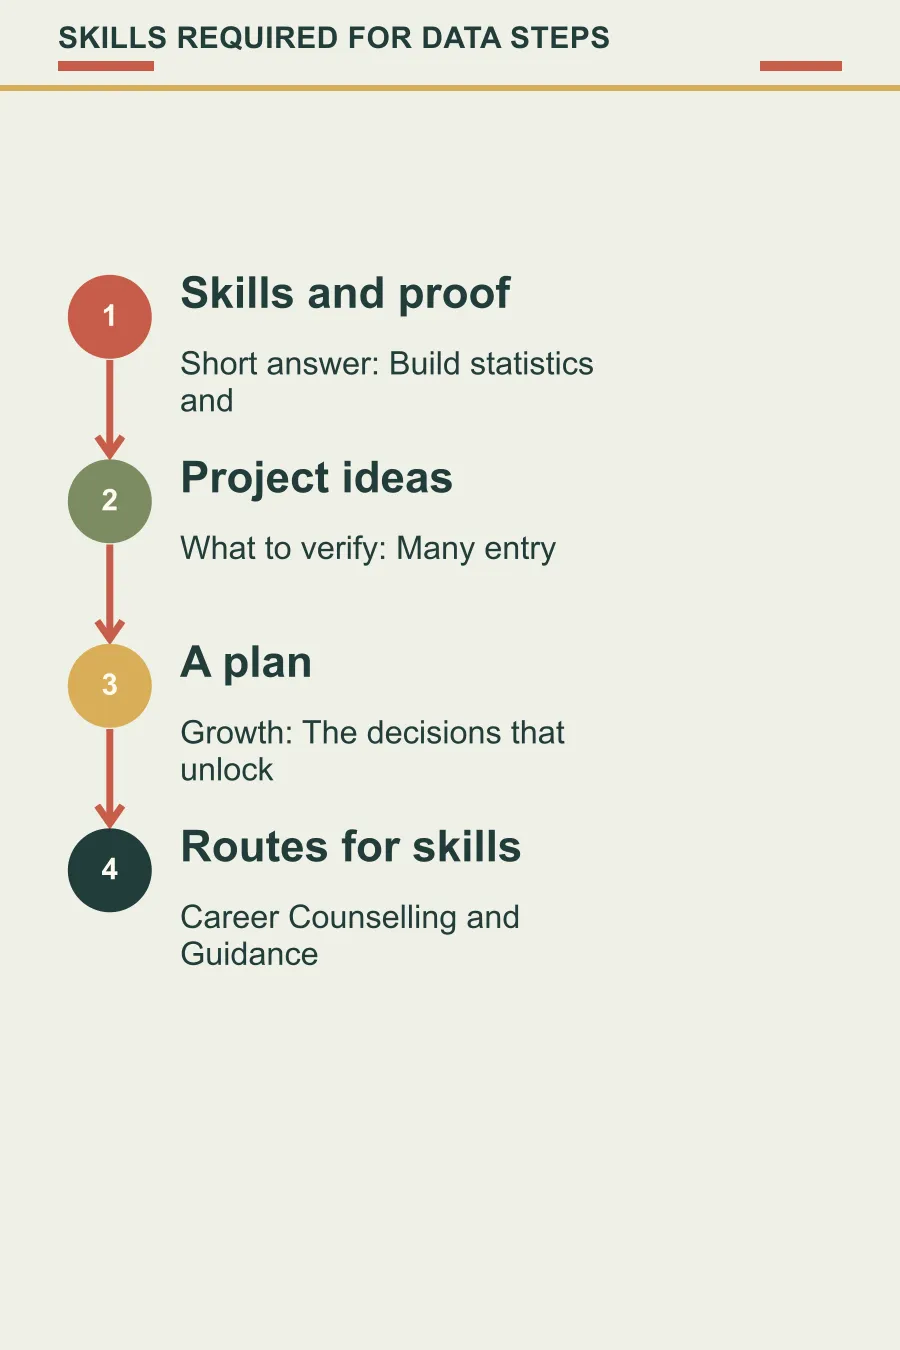 SKILLS REQUIRED FOR DATA STEPS
1
Skills and proof
Short answer: Build statistics
and
2
Project ideas
What to verify: Many entry
3
A plan
Growth: The decisions that
unlock
4
Routes for skills
Career Counselling and
Guidance